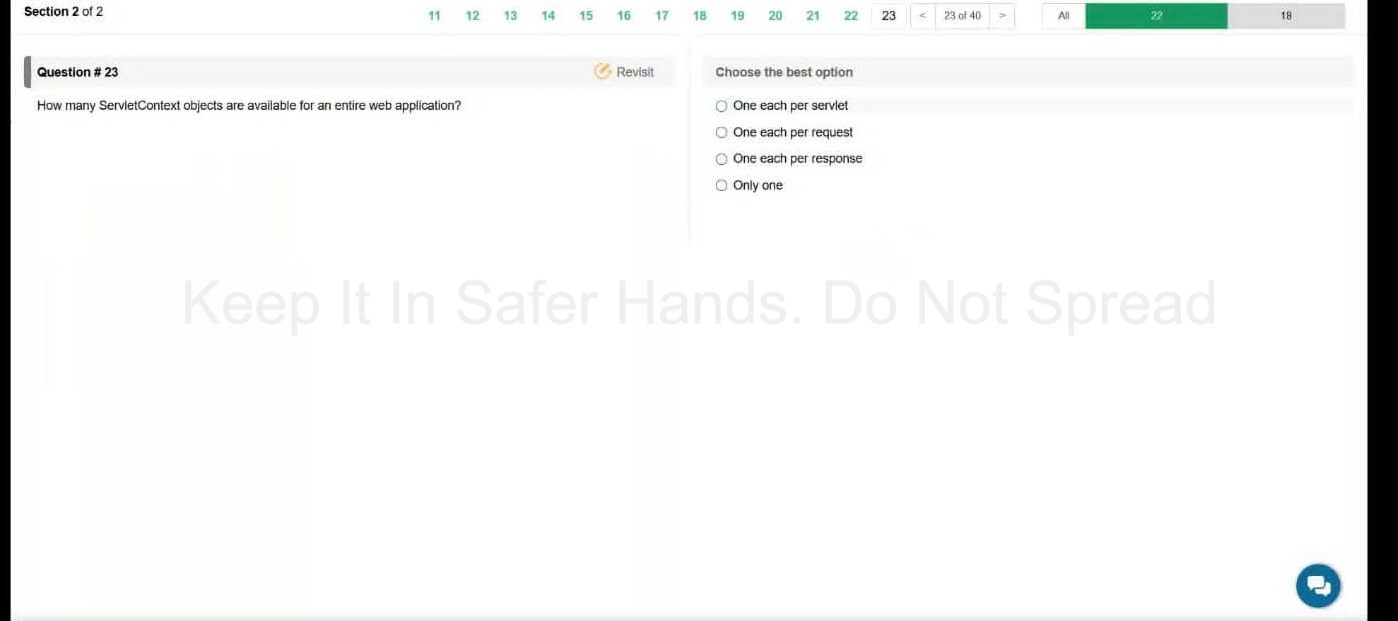 Section 2 of 2
11 12 13 14 15 16 17 18 19 20 21 22 23 < 23 of 40 > All 22 18
Question # 23
Revisit
How many ServletContext objects are available for an entire web application?
Choose the best option
One each per servlet
One each per request
One each per response
Only one
Keep It In Safer Hands. Do Not Spread